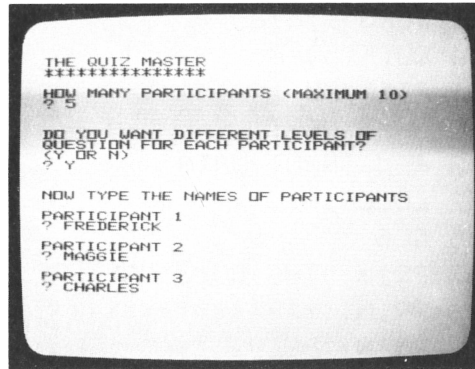 THE QUIZ MASTER
***************
HOW MANY PARTICIPANTS (MAXIMUM 10)
? 5
DO YOU WANT DIFFERENT LEVELS OF
QUESTION FOR EACH PARTICIPANT?
(Y OR N)
? Y
NOW TYPE THE NAMES OF PARTICIPANTS
PARTICIPANT 1
? FREDERICK
PARTICIPANT 2
? MAGGIE
PARTICIPANT 3
? CHARLES